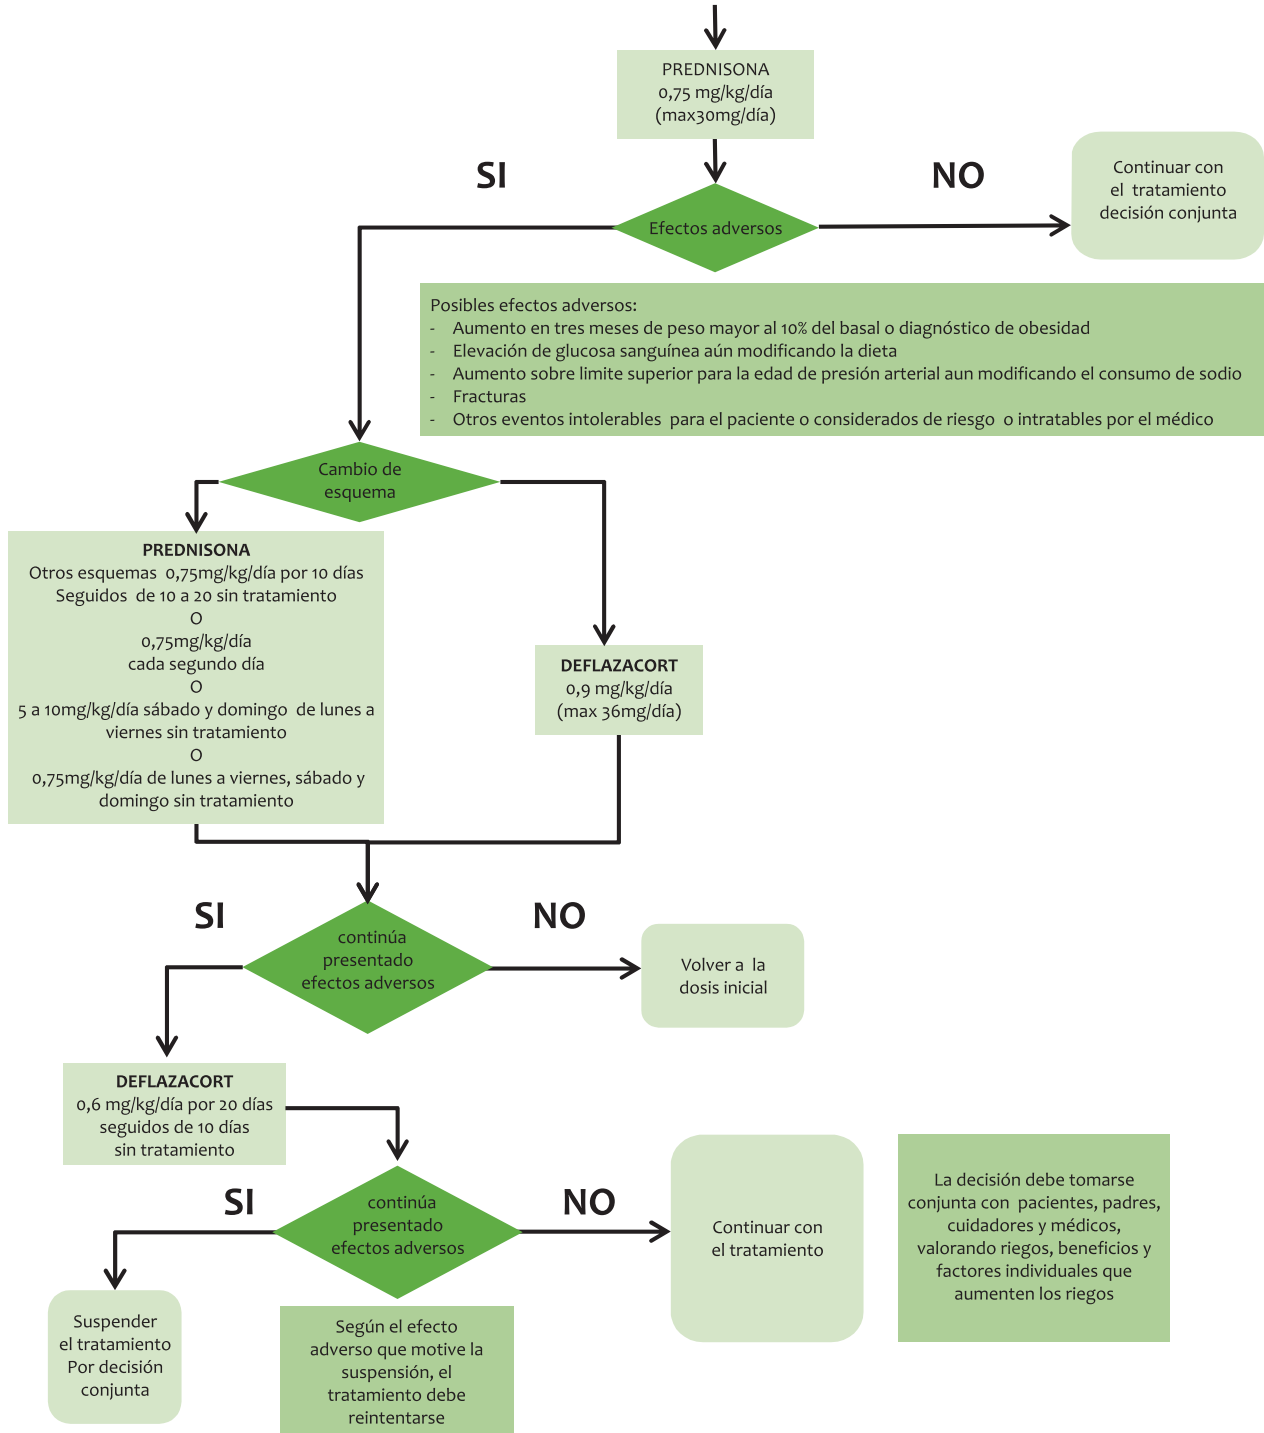 PREDNISONA
0,75 mg/kg/día
(max30mg/día)
SI
NO
Continuar con
el tratamiento
decisión conjunta
Efectos adversos
Posibles efectos adversos:
- Aumento en tres meses de peso mayor al 10% del basal o diagnóstico de obesidad
- Elevación de glucosa sanguínea aún modificando la dieta
- Aumento sobre limite superior para la edad de presión arterial aun modificando el consumo de sodio
- Fracturas
- Otros eventos intolerables para el paciente o considerados de riesgo o intratables por el médico
Cambio de
esquema
PREDNISONA
Otros esquemas 0,75mg/kg/día por 10 días
Seguidos de 10 a 20 sin tratamiento
O
0,75mg/kg/día
cada segundo día
O
5 a 10mg/kg/día sábado y domingo de lunes a
viernes sin tratamiento
O
0,75mg/kg/día de lunes a viernes, sábado y
domingo sin tratamiento
DEFLAZACORT
0,9 mg/kg/día
(max 36mg/día)
SI
NO
continúa
presentado
efectos adversos
Volver a la
dosis inicial
DEFLAZACORT
0,6 mg/kg/día por 20 días
seguidos de 10 días
sin tratamiento
SI
NO
continúa
presentado
efectos adversos
Continuar con
el tratamiento
La decisión debe tomarse
conjunta con pacientes, padres,
cuidadores y médicos,
valorando riegos, beneficios y
factores individuales que
aumenten los riegos
Suspender
el tratamiento
Por decisión
conjunta
Según el efecto
adverso que motive la
suspensión, el
tratamiento debe
reintentarse